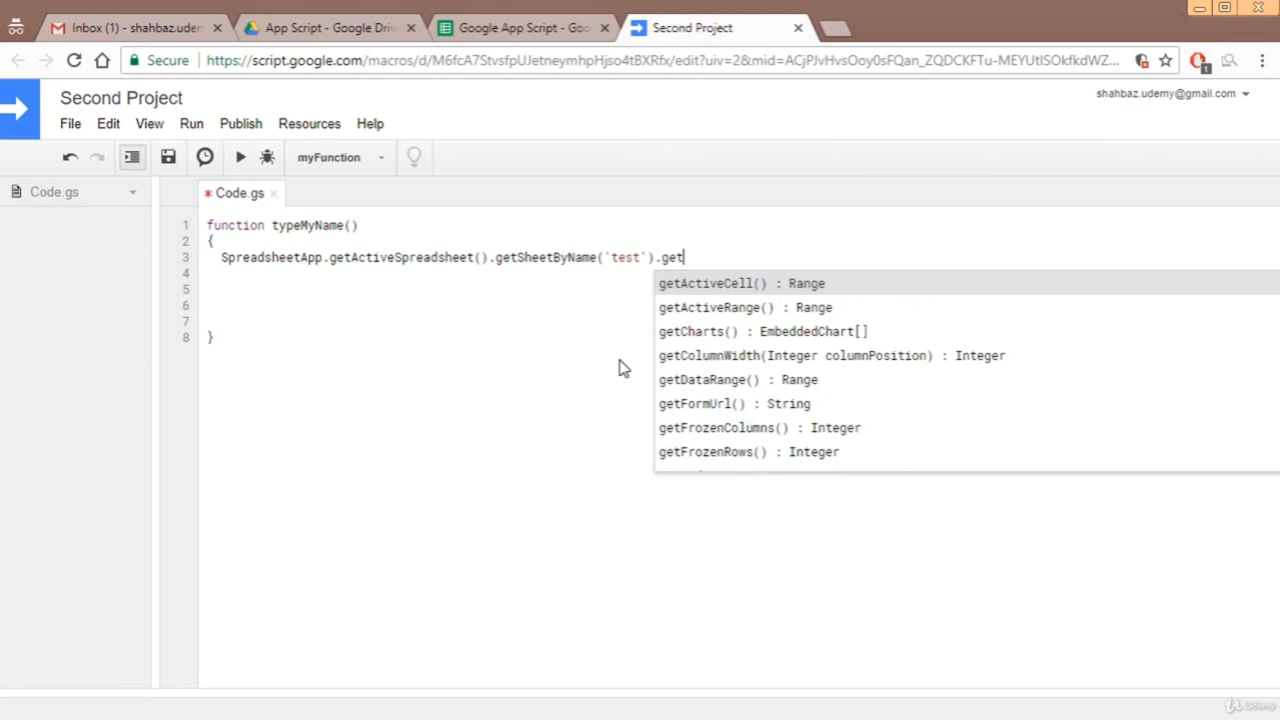 Inbox (1) - shahbaz.udem
App Script - Google Driv
Google App Script - Goo
Second Project
Secure
https://script.google.com/macros/d/M6fcA7StvsfpUJetneymhpHjso4tBXRfx/edit?uiv=2&mid=ACjPJvHvsOoy0sFQan_ZQDCKFTu-MEYUtISOkfkdWZ...
1
Second Project
shahbaz.udemy@gmail.com
File Edit View Run Publish Resources Help
myFunction
Code.gs
* Code.gs
1 function typeMyName()
2 {
3 SpreadsheetApp.getActiveSpreadsheet().getSheetByName(`test`).get
4
5
6
7
8 }
getActiveCell() : Range
getActiveRange() : Range
getCharts() : EmbeddedChart[]
getColumnWidth(Integer columnPosition) : Integer
getDataRange() : Range
getFormUrl() : String
getFrozenColumns() : Integer
getFrozenRows() : Integer
Udemy